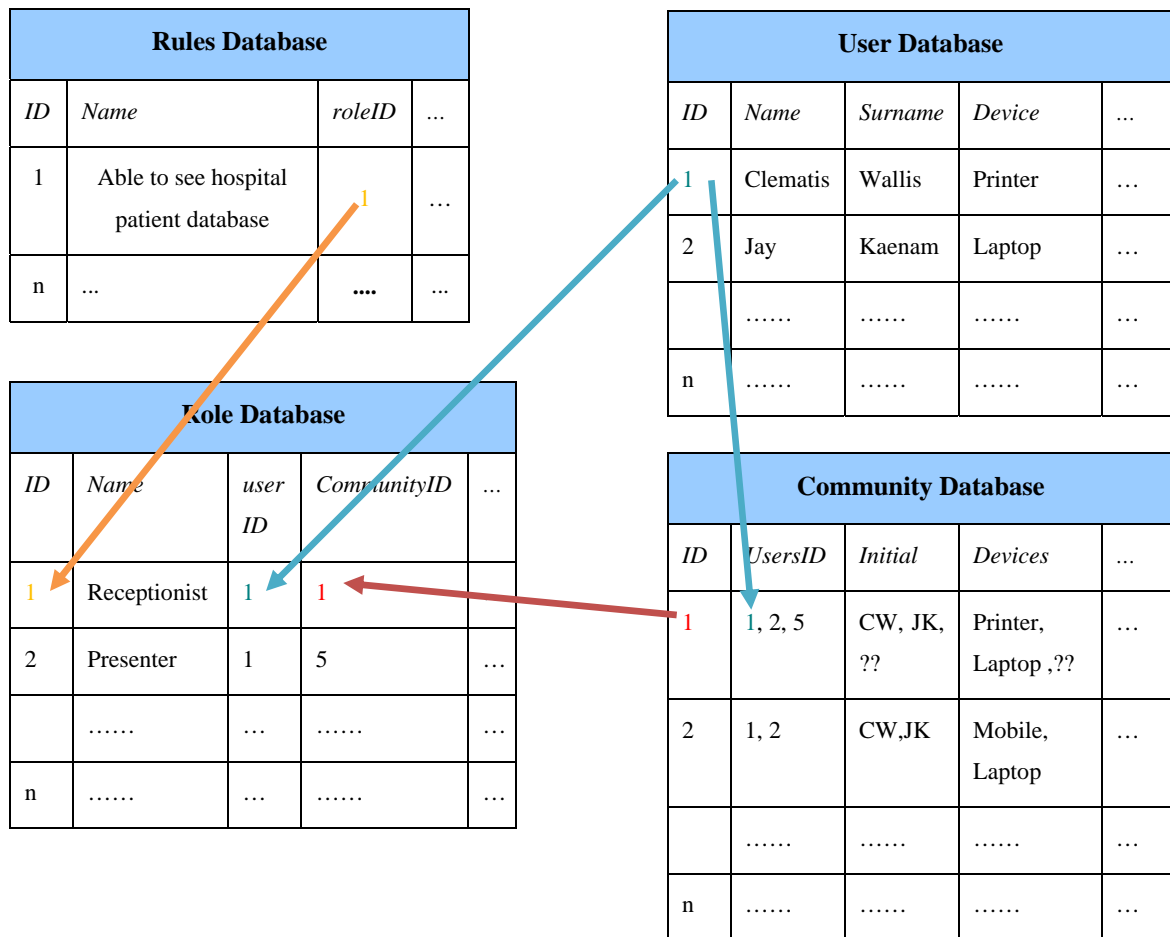 Rules Database
ID Name roleID ...
1 Able to see hospital 1 …
patient database
n ... .... ...
User Database
ID Name Surname Device ...
1 Clematis Wallis Printer …
2 Jay Kaenam Laptop …
…… …… …… …
n …… …… …… …
Role Database
ID Name user CommunityID ...
ID
1 Receptionist 1 1
2 Presenter 1 5 …
…… … …… …
n …… … …… …
Community Database
ID UsersID Initial Devices ...
1 1, 2, 5 CW, JK, Printer, …
?? Laptop ,??
2 1, 2 CW,JK Mobile, …
Laptop
…… …… …… …
n …… …… …… …